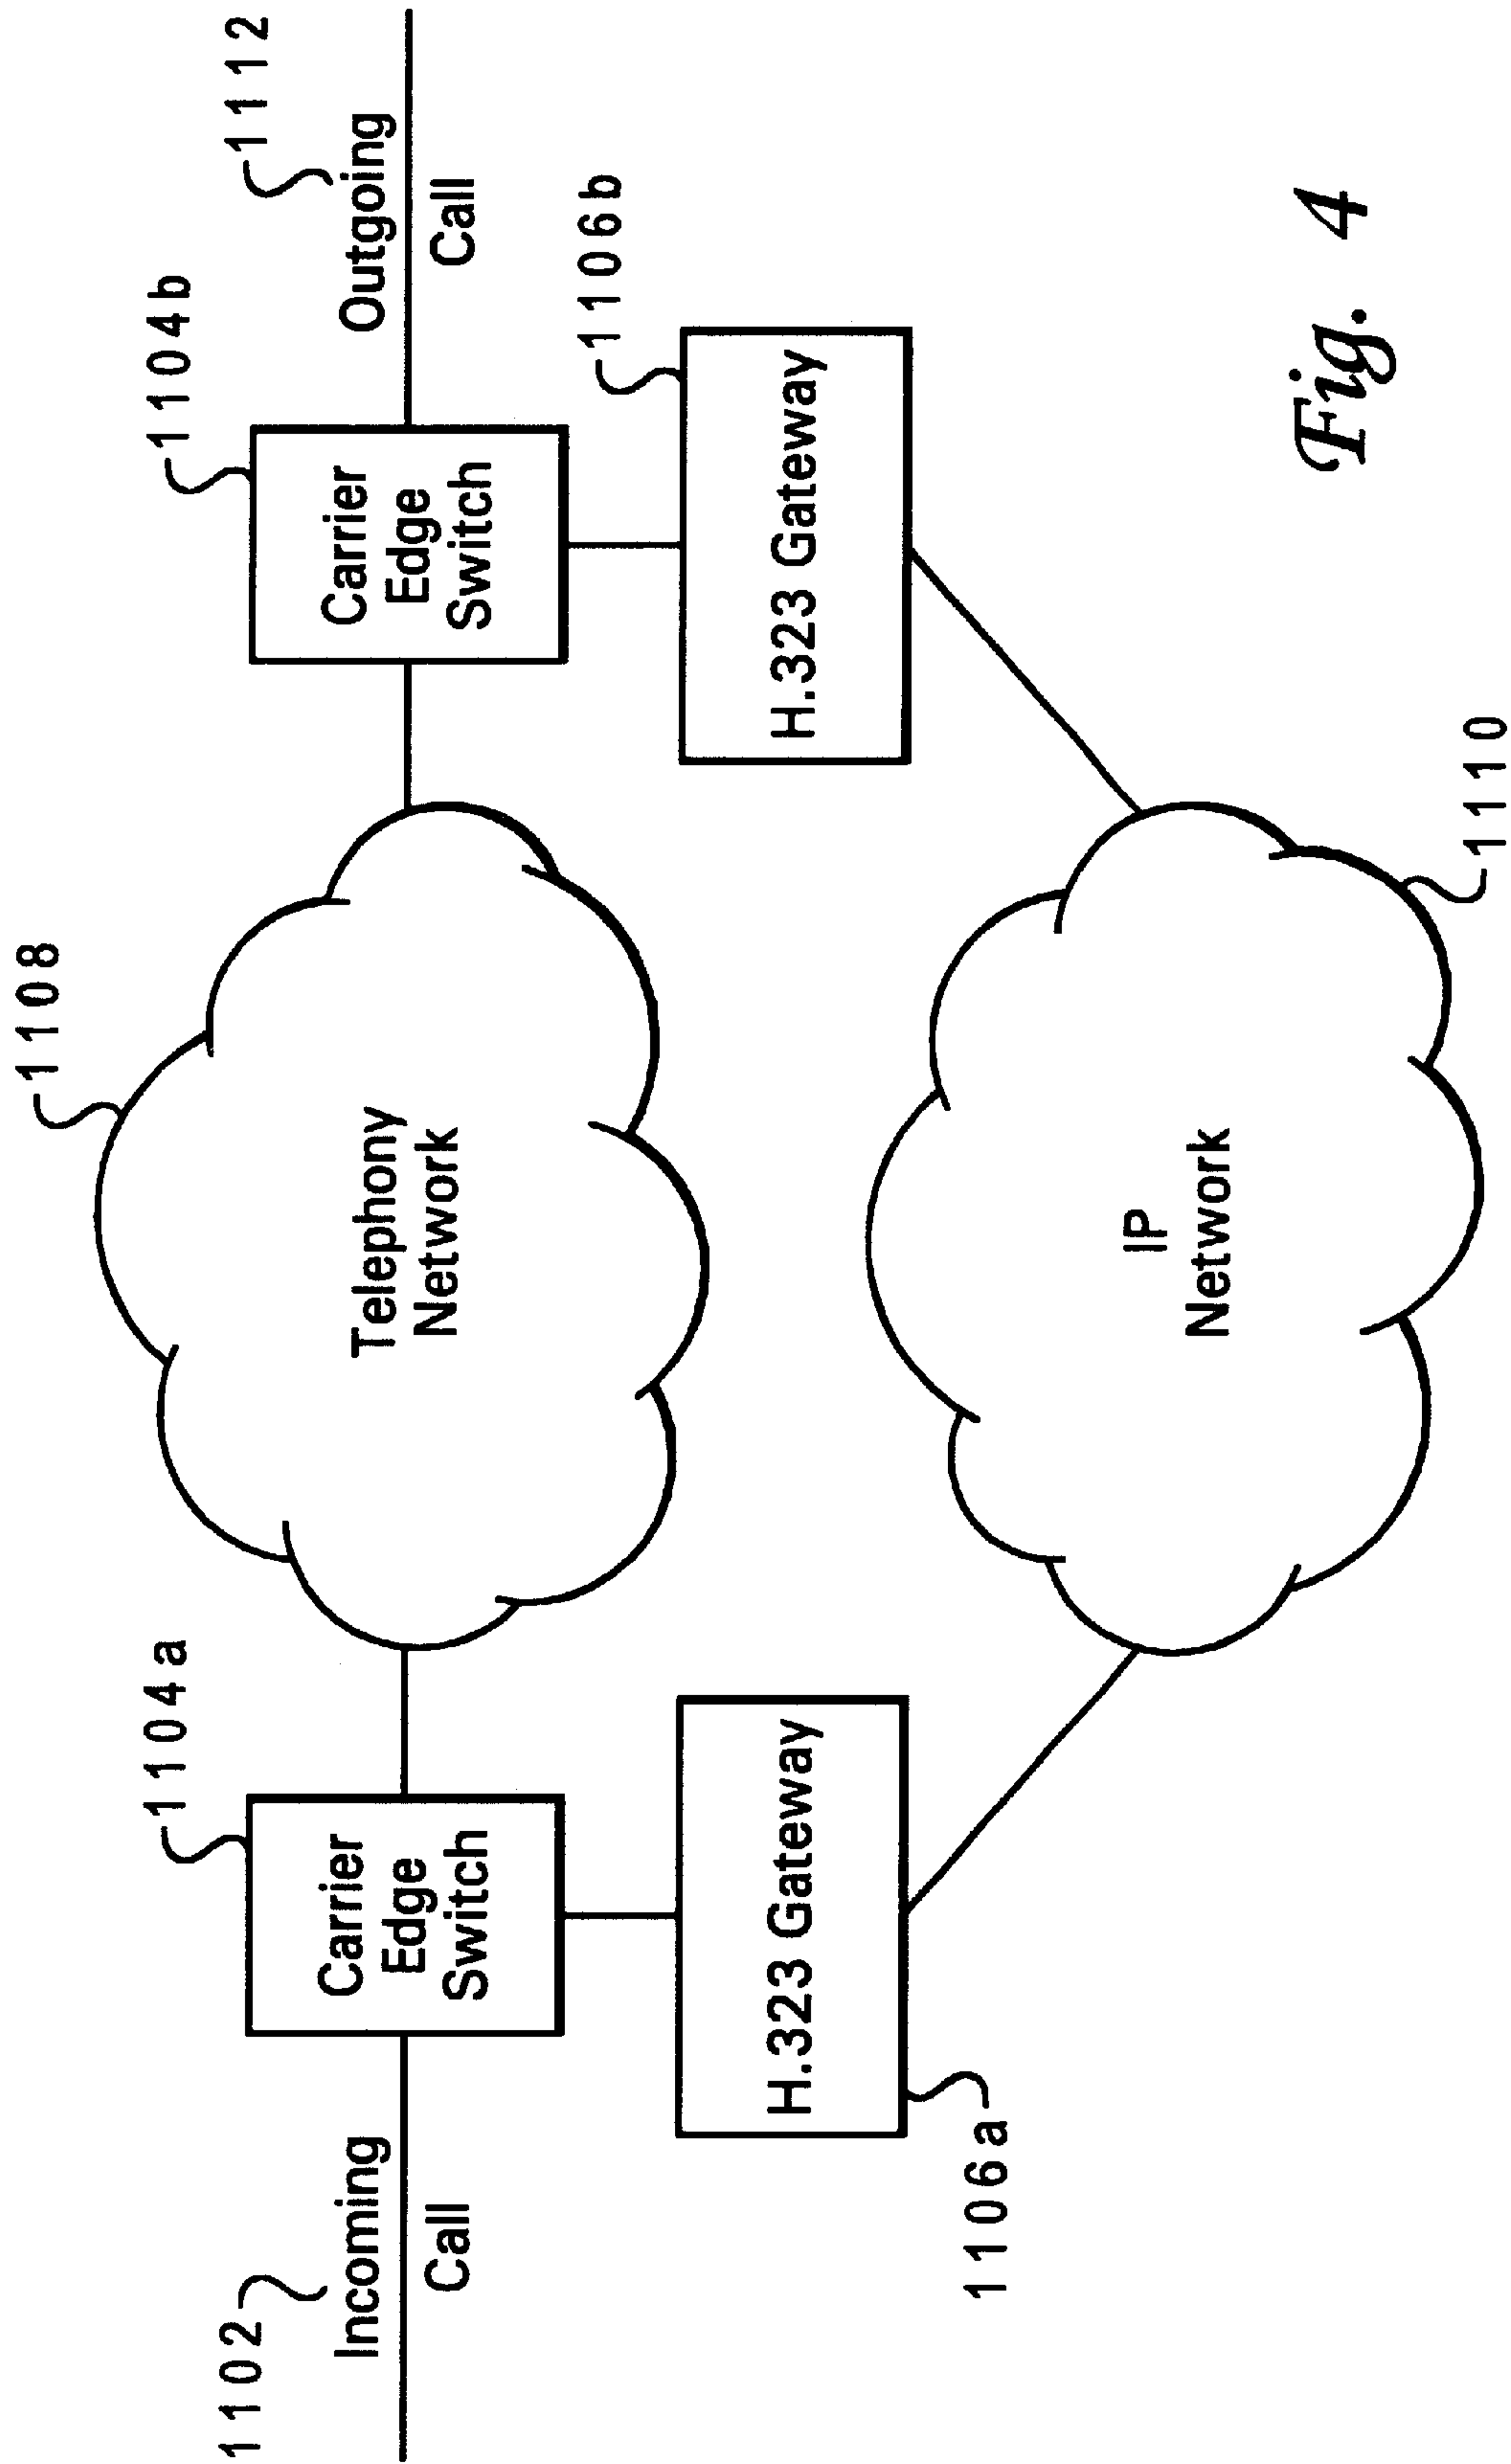 1102
Incoming
Call
1104a
Carrier
Edge
Switch
1106a
H.323 Gateway
1108
Telephony
Network
1110
IP
Network
1104b
Carrier
Edge
Switch
1106b
H.323 Gateway
1112
Outgoing
Call
Fig. 4